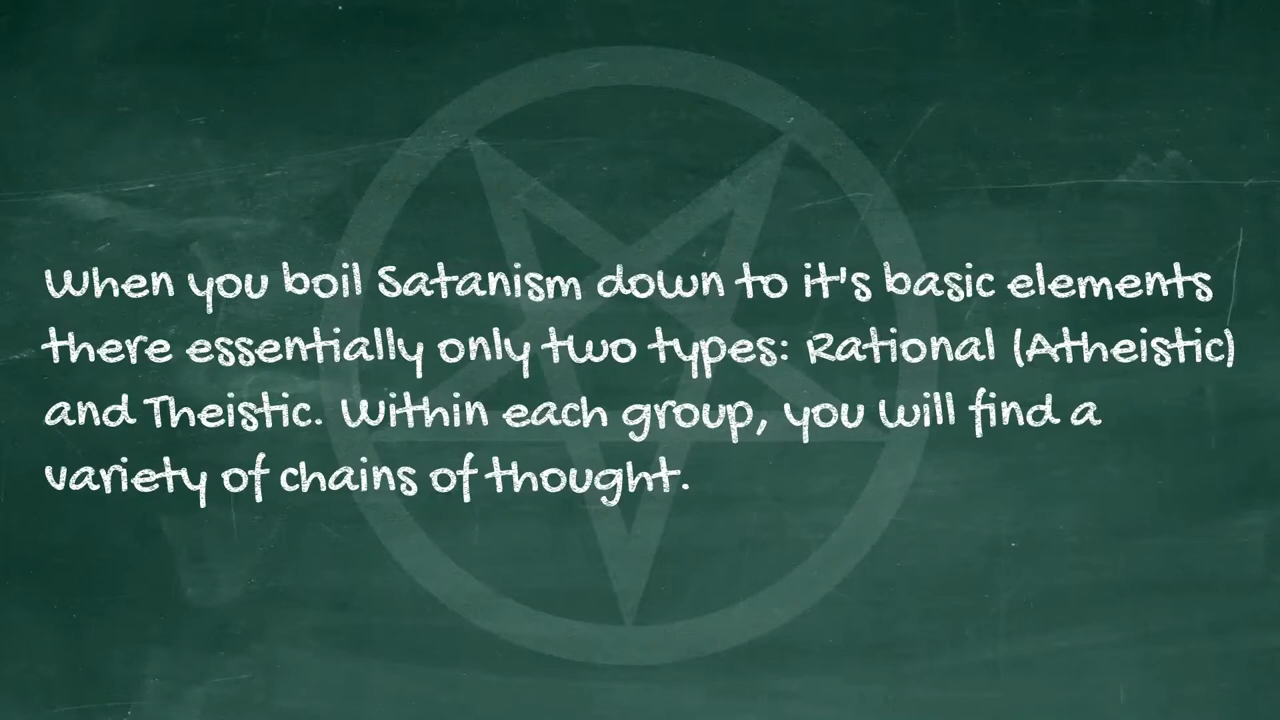 When you boil Satanism down to it's basic elements
there essentially only two types: Rational (Atheistic)
and Theistic. Within each group, you will find a
variety of chains of thought.